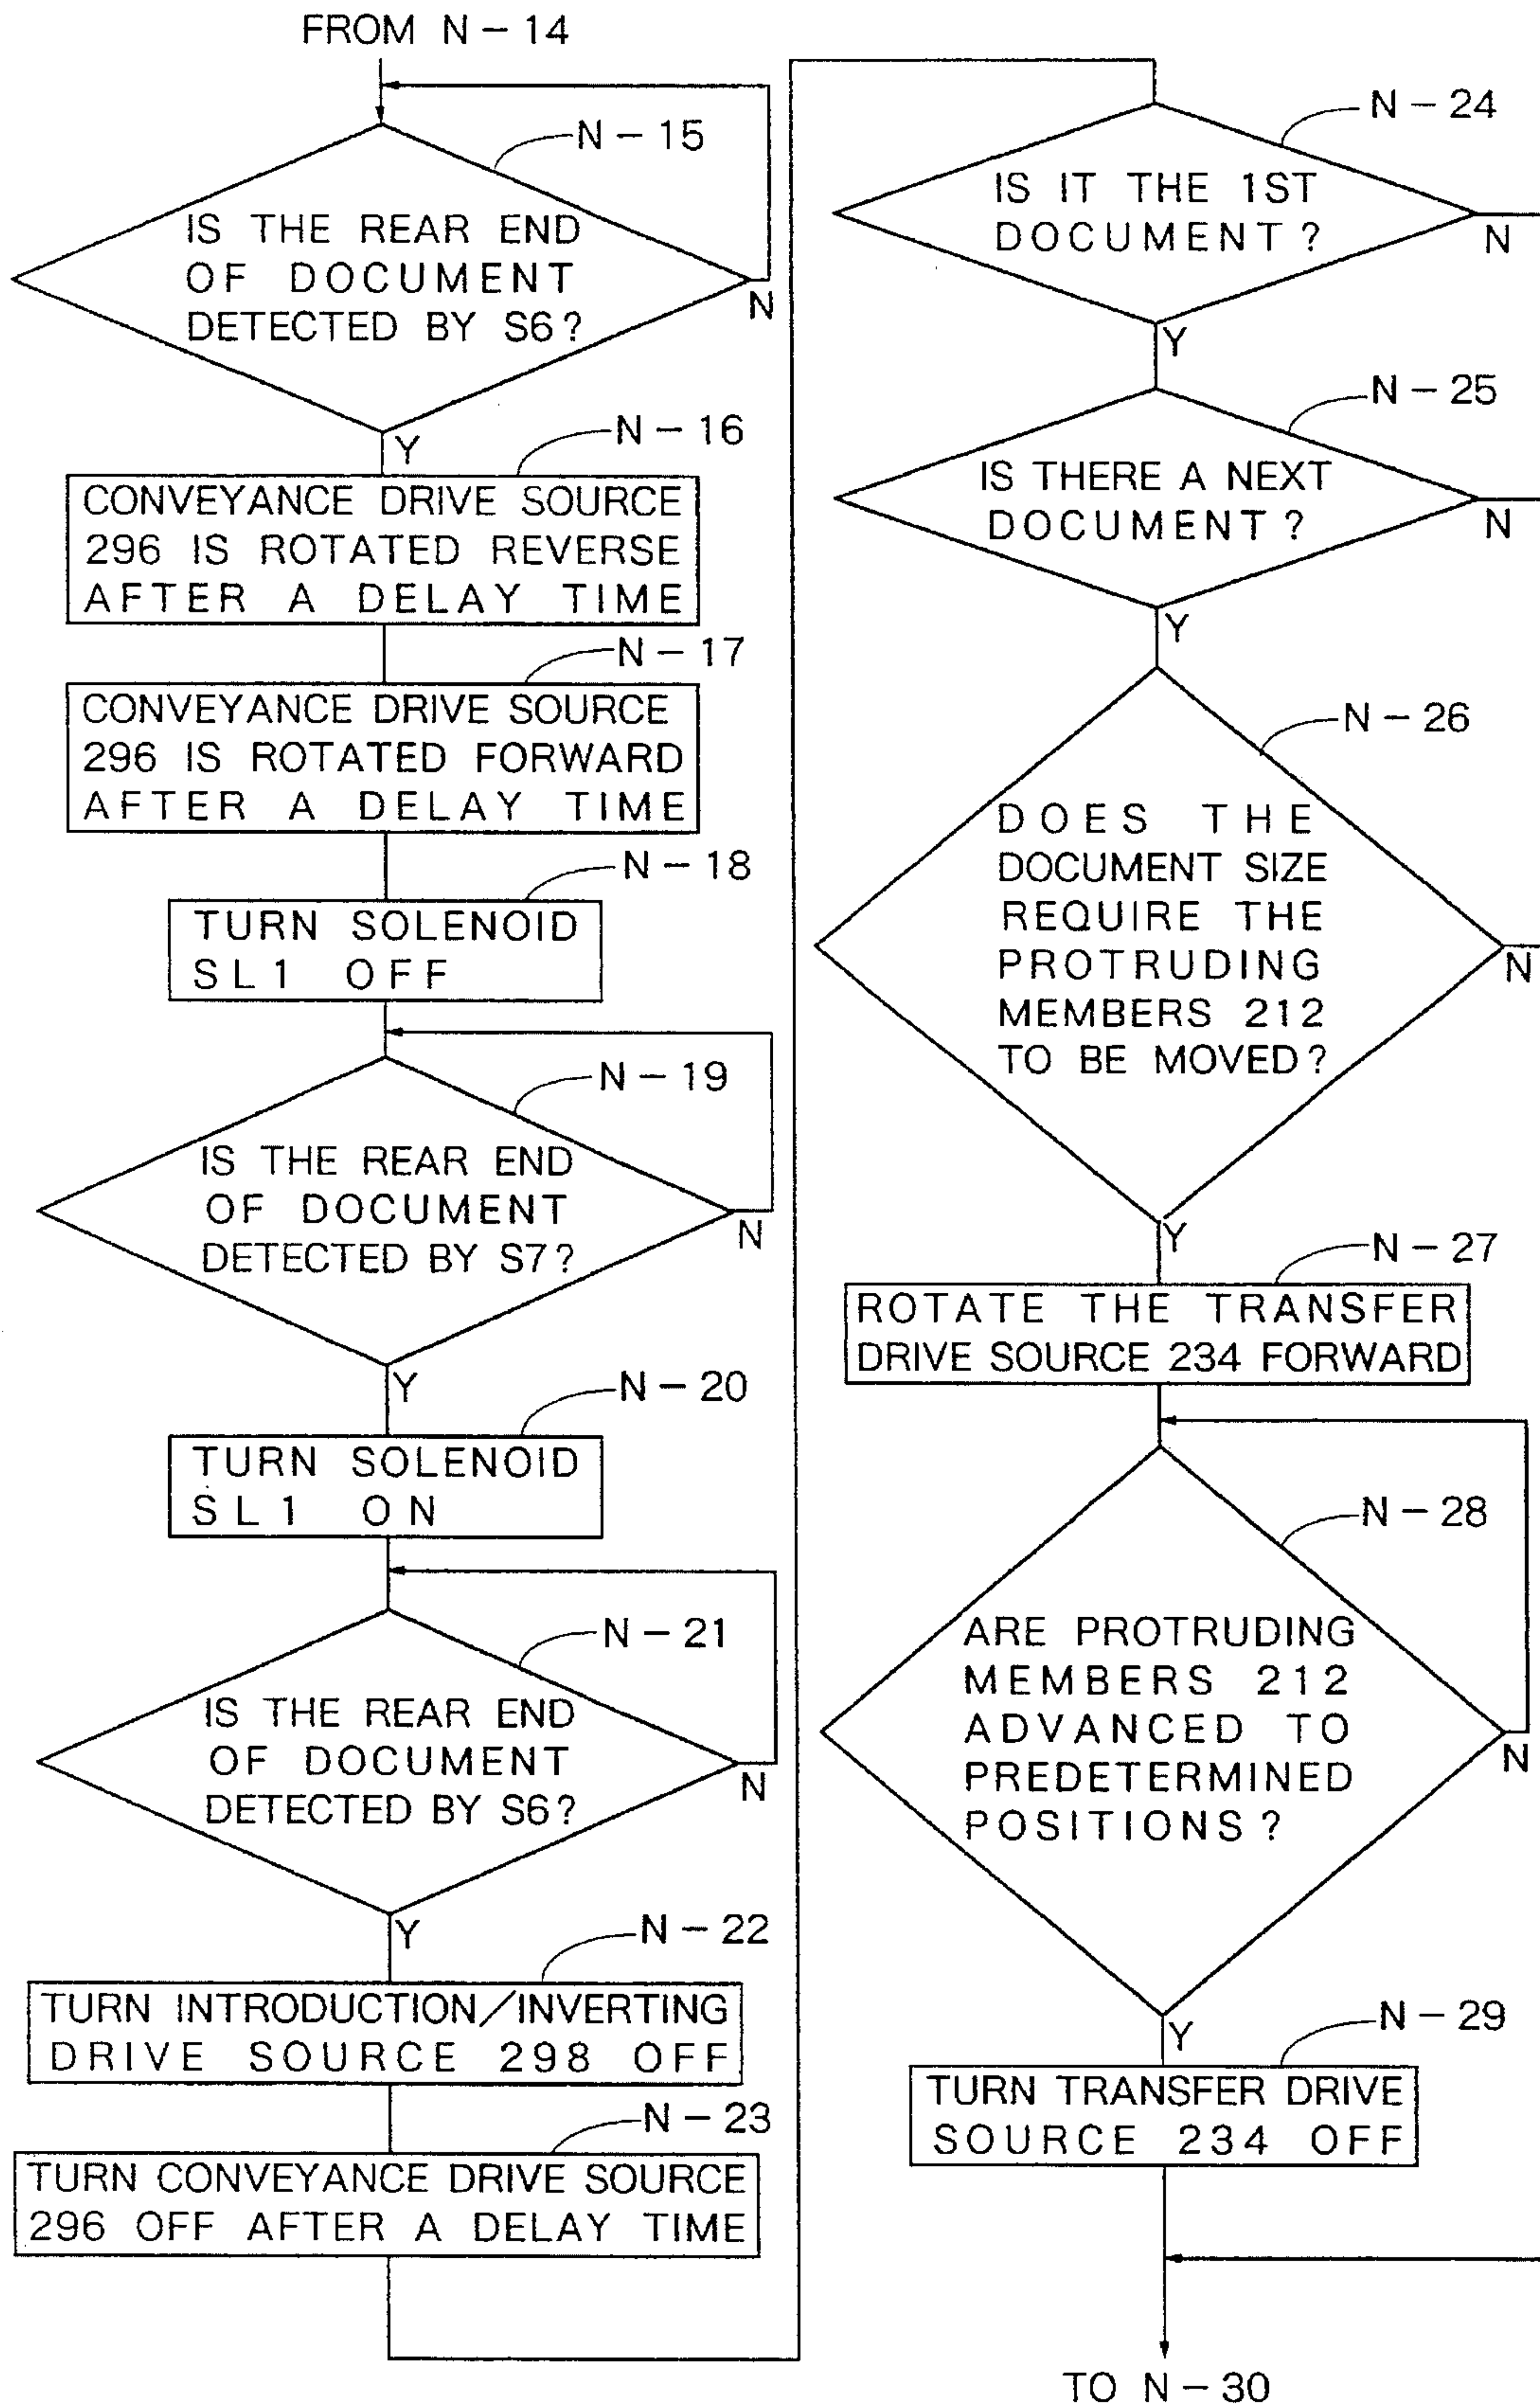 FROM N-14
N-15
IS THE REAR END
OF DOCUMENT
DETECTED BY S6?
N
Y
N-16
CONVEYANCE DRIVE SOURCE
296 IS ROTATED REVERSE
AFTER A DELAY TIME
N-17
CONVEYANCE DRIVE SOURCE
296 IS ROTATED FORWARD
AFTER A DELAY TIME
N-18
TURN SOLENOID
SL1 OFF
N-19
IS THE REAR END
OF DOCUMENT
DETECTED BY S7?
N
Y
N-20
TURN SOLENOID
SL1 ON
N-21
IS THE REAR END
OF DOCUMENT
DETECTED BY S6?
N
Y
N-22
TURN INTRODUCTION/INVERTING
DRIVE SOURCE 298 OFF
N-23
TURN CONVEYANCE DRIVE SOURCE
296 OFF AFTER A DELAY TIME
N-24
IS IT THE 1ST
DOCUMENT?
N
Y
N-25
IS THERE A NEXT
DOCUMENT?
N
Y
N-26
DOES THE
DOCUMENT SIZE
REQUIRE THE
PROTRUDING
MEMBERS 212
TO BE MOVED?
N
Y
N-27
ROTATE THE TRANSFER
DRIVE SOURCE 234 FORWARD
N-28
ARE PROTRUDING
MEMBERS 212
ADVANCED TO
PREDETERMINED
POSITIONS?
N
Y
N-29
TURN TRANSFER DRIVE
SOURCE 234 OFF
TO N-30